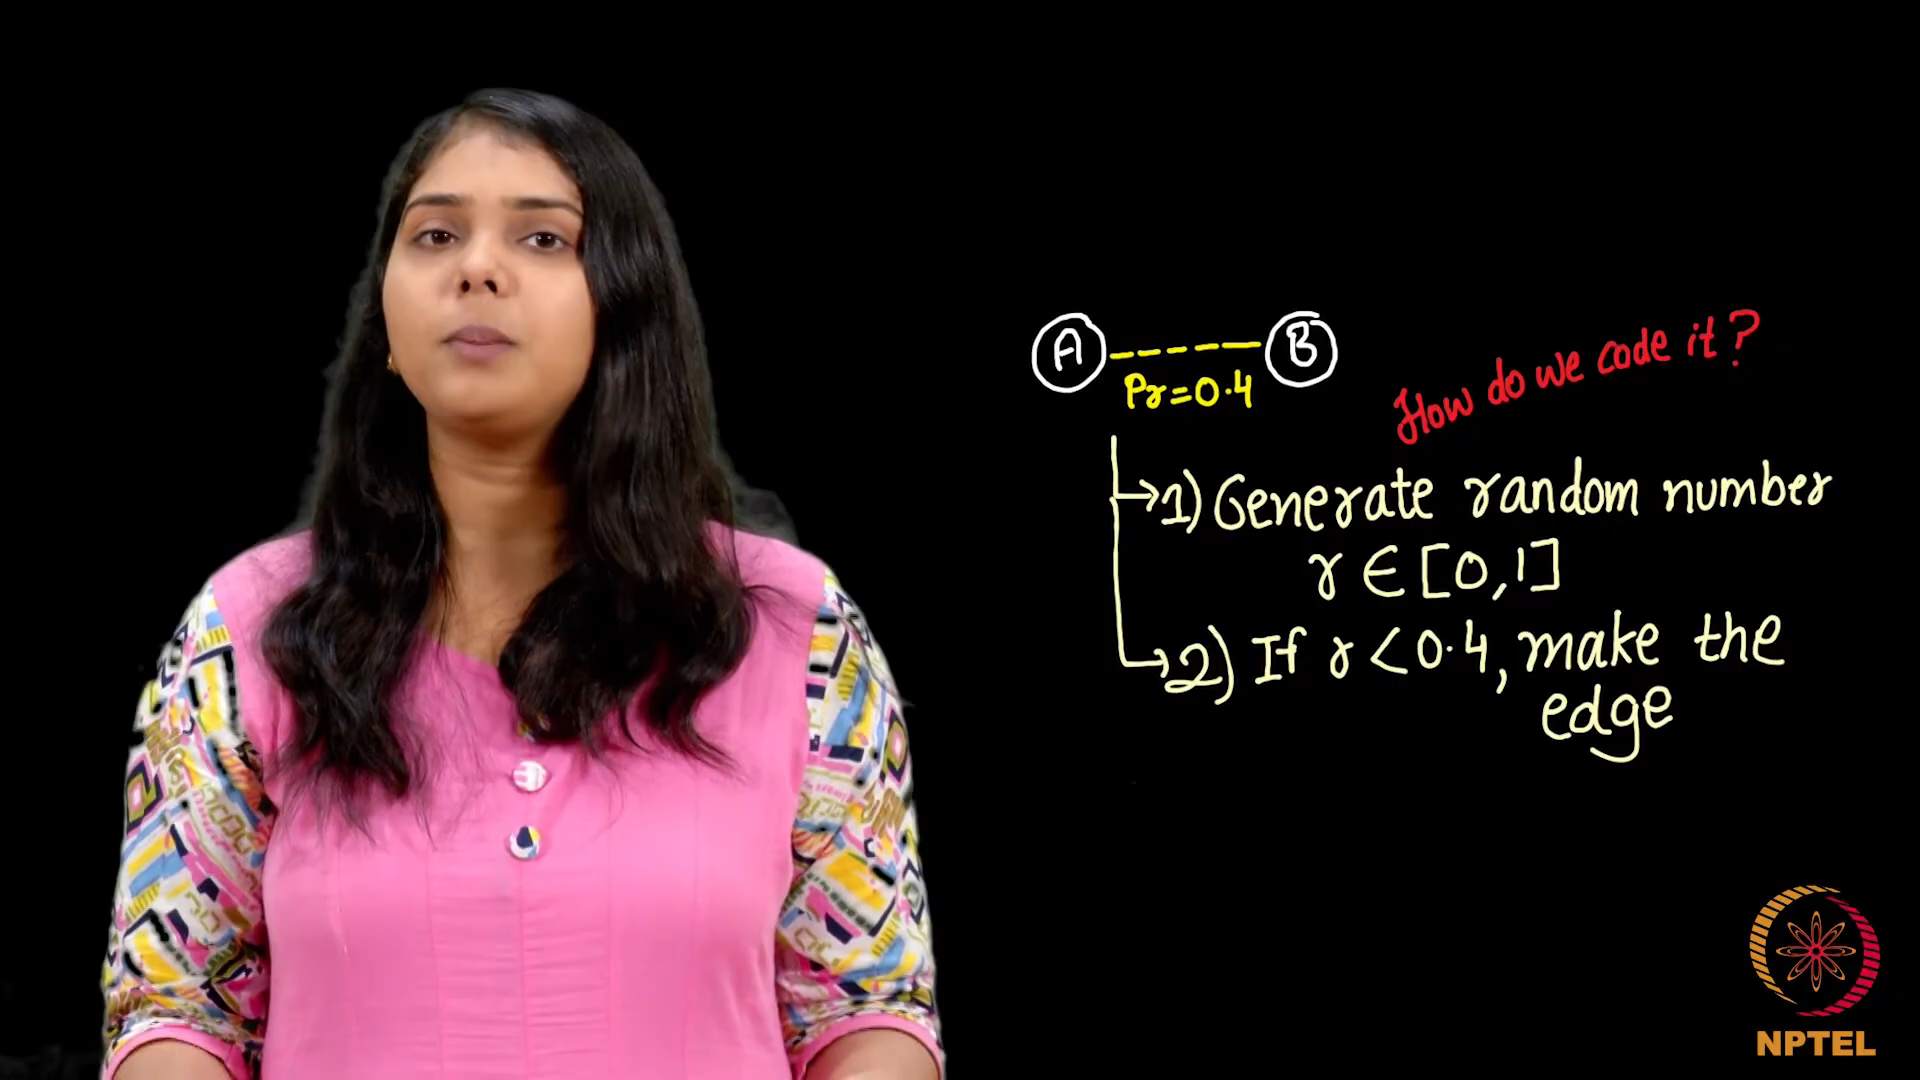 A B
Pr=0.4
How do we code it?
1) Generate random number
r ∈ [0,1]
2) If r < 0.4, make the
edge
NPTEL